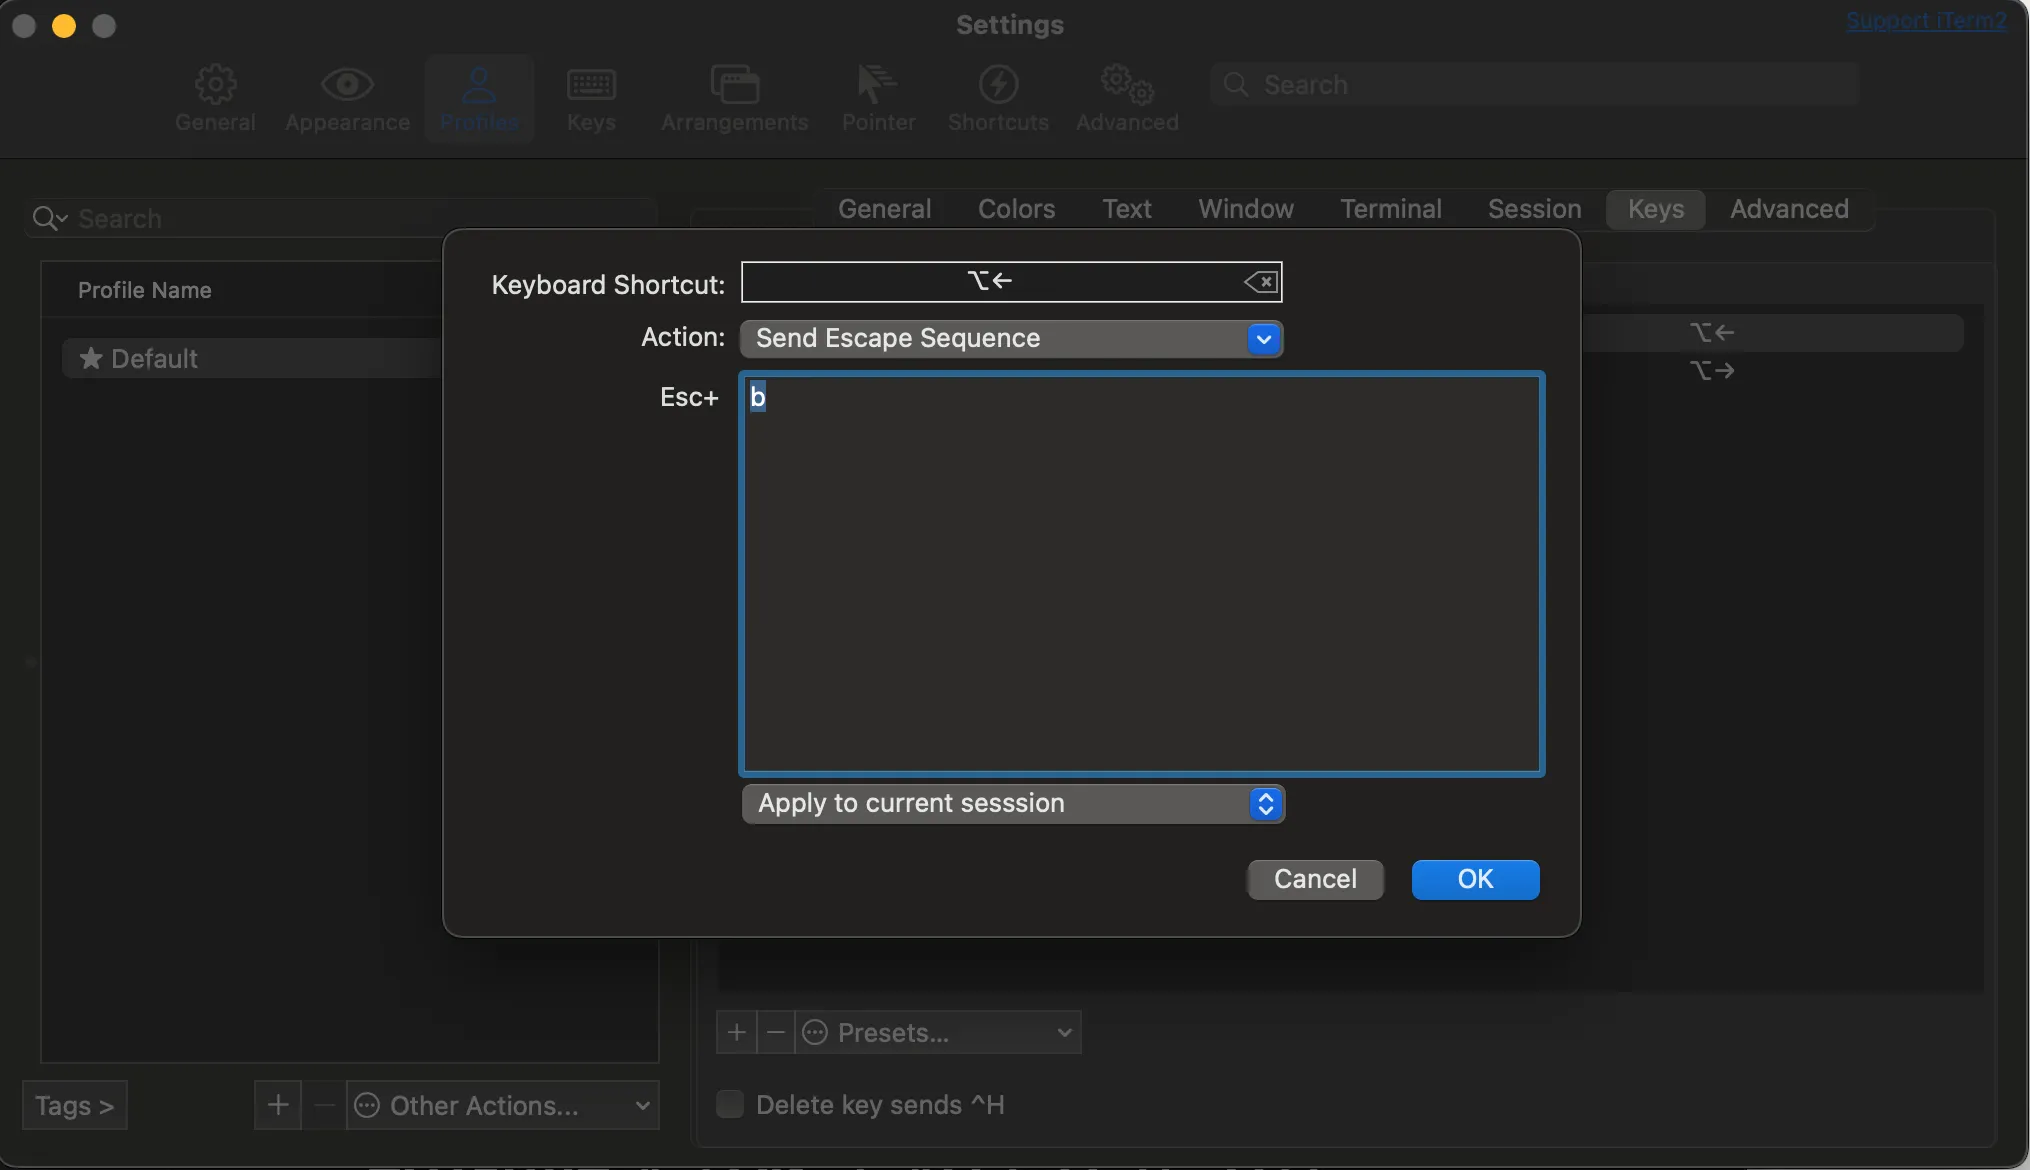 Settings
Support iTerm2
General
Appearance
Profiles
Keys
Arrangements
Pointer
Shortcuts
Advanced
Search
Search
General
Colors
Text
Window
Terminal
Session
Keys
Advanced
Profile Name
★ Default
Keyboard Shortcut: ⌥←
Action: Send Escape Sequence
Esc+ b
Apply to current sesssion
Cancel
OK
⌥←
⌥→
+ − Presets...
Delete key sends ^H
Tags >
+ − Other Actions...